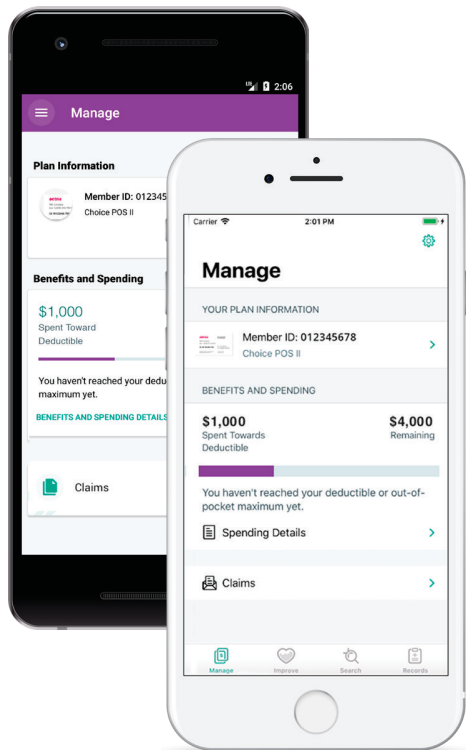 2:06
Manage
Plan Information
Member ID: 012345
Choice POS II
Benefits and Spending
$1,000
Spent Toward
Deductible
You haven't reached your dedu
maximum yet.
BENEFITS AND SPENDING DETAILS
Claims
Carrier 2:01 PM
Manage
YOUR PLAN INFORMATION
Member ID: 012345678
Choice POS II
BENEFITS AND SPENDING
$1,000 $4,000
Spent Towards Remaining
Deductible
You haven't reached your deductible or out-of-
pocket maximum yet.
Spending Details
Claims
Manage Improve Search Records